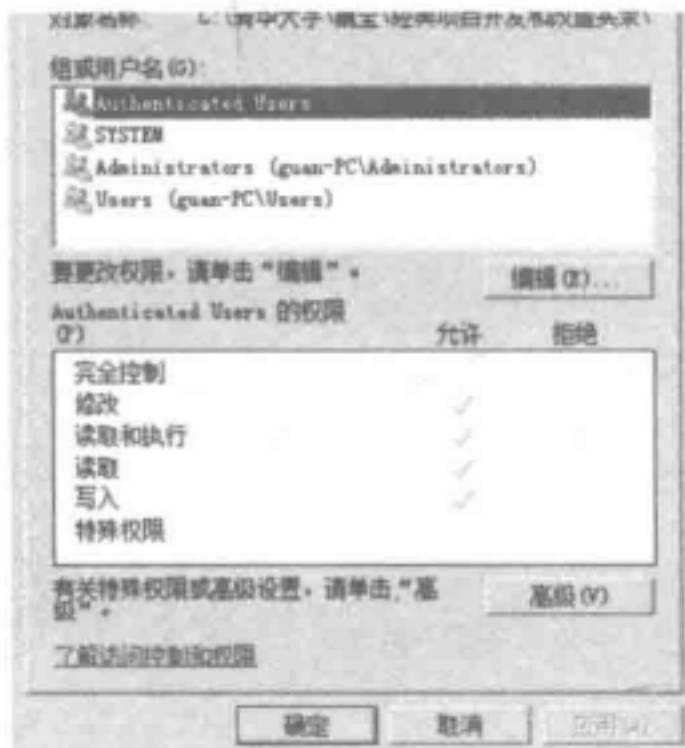 对象名称:
组或用户名(G):
Authenticated Users
SYSTEM
Administrators (guan-PC\Administrators)
Users (guan-PC\Users)
要更改权限，请单击“编辑”。
编辑(E)...
Authenticated Users 的权限
(P) 允许 拒绝
完全控制
修改
读取和执行
读取
写入
特殊权限
有关特殊权限或高级设置，请单击“高
级”。
高级(V)
了解访问控制和权限
确定 取消